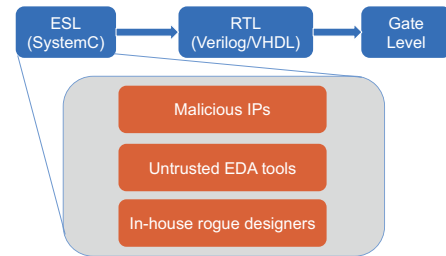 ESL
(SystemC)
RTL
(Verilog/VHDL)
Gate
Level
Malicious IPs
Untrusted EDA tools
In-house rogue designers